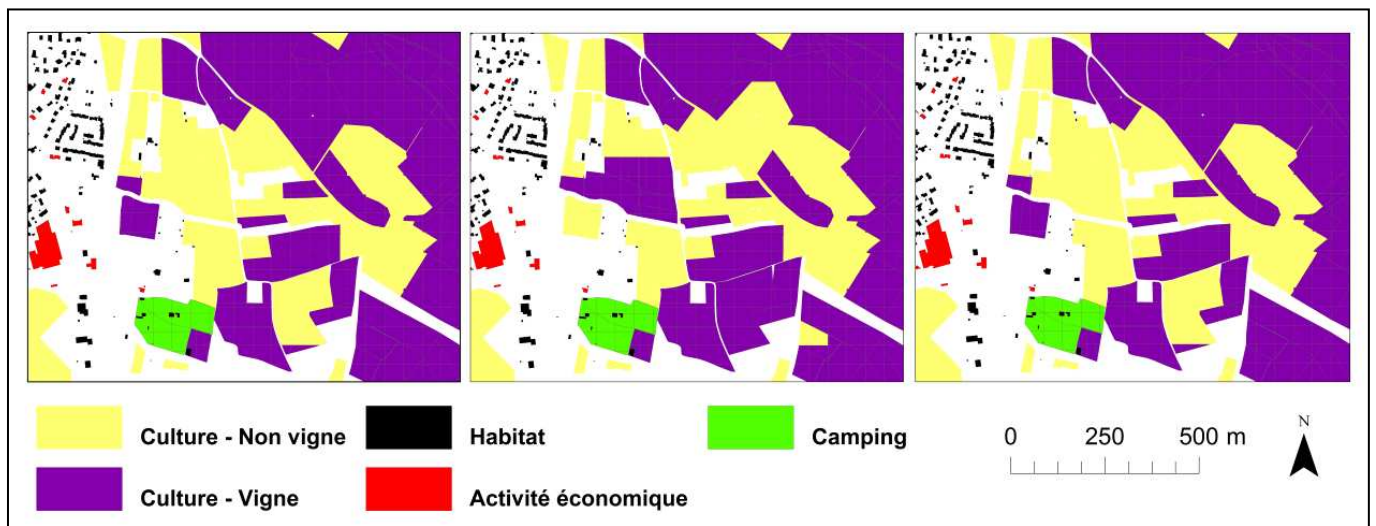 Culture - Non vigne
Habitat
Camping
0 250 500 m
N
Culture - Vigne
Activité économique